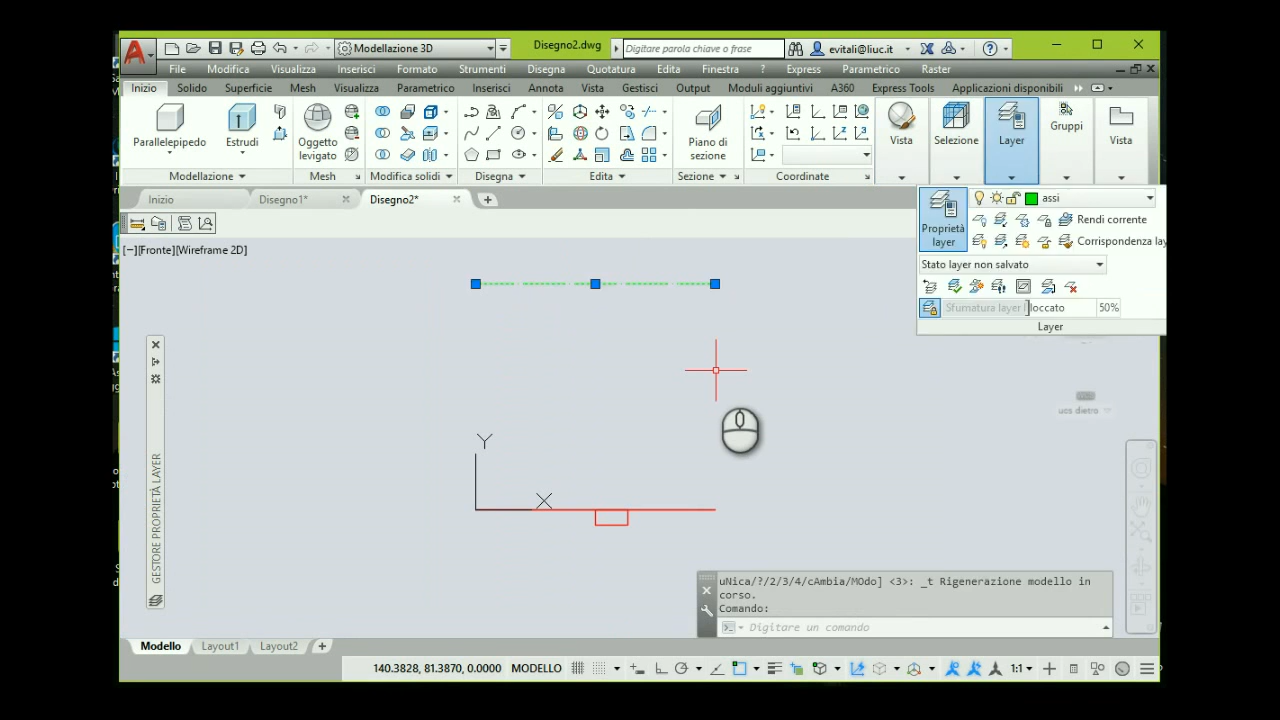 Modellazione 3D
Disegno2.dwg
Digitare parola chiave o frase
evitali@liuc.it
File Modifica Visualizza Inserisci Formato Strumenti Disegna Quotatura Edita Finestra ? Express Parametrico Raster
Inizio Solido Superficie Mesh Visualizza Parametrico Inserisci Annota Vista Gestisci Output Moduli aggiuntivi A360 Express Tools Applicazioni disponibili
Parallelepipedo Estrudi Oggetto levigato Piano di sezione Vista Selezione Layer Gruppi Vista
Modellazione Mesh Modifica solidi Disegna Edita Sezione Coordinate
Inizio Disegno1* Disegno2*
assi
Proprietà layer
Rendi corrente
Corrispondenza lay
Stato layer non salvato
Sfumatura layer loccato 50%
Layer
[−][Fronte][Wireframe 2D]
ucs dietro
Y
X
GESTORE PROPRIETÀ LAYER
uNica/?/2/3/4/cAmbia/MOdo] <3>: _t Rigenerazione modello in
corso.
Comando:
Digitare un comando
Modello Layout1 Layout2
140.3828, 81.3870, 0.0000 MODELLO 1:1